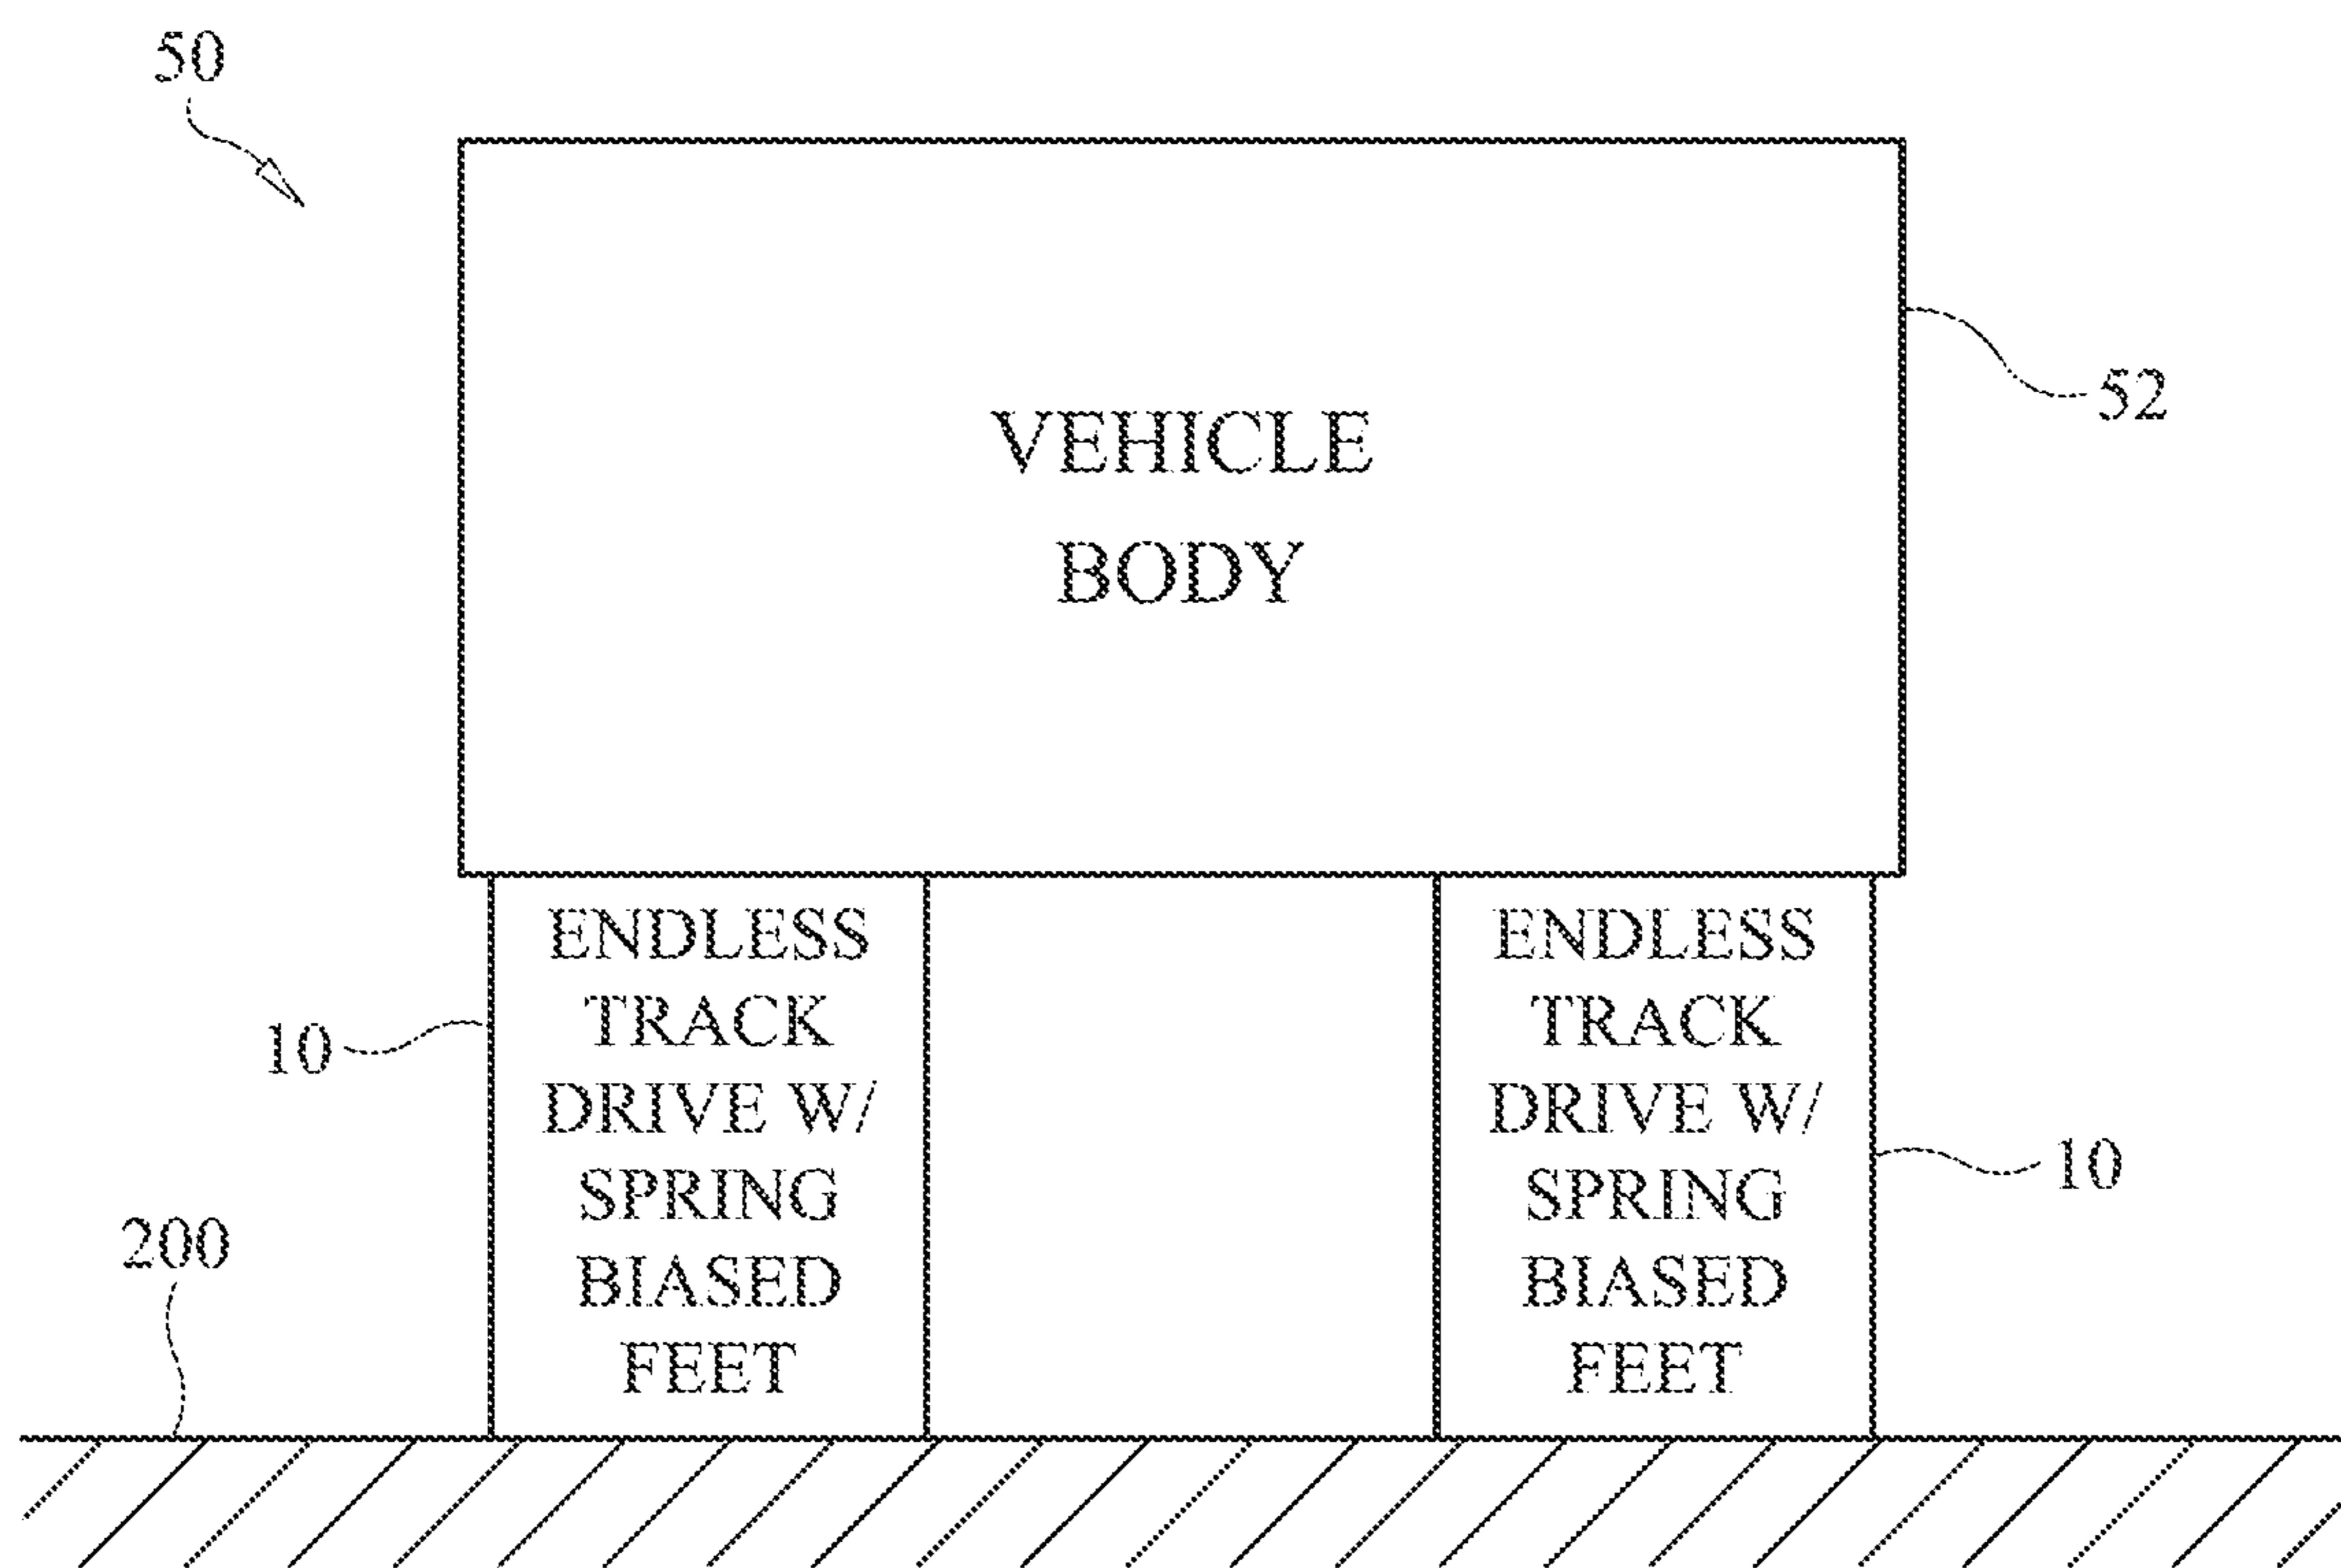 50
VEHICLE
BODY
52
ENDLESS
TRACK
DRIVE W/
SPRING
BIASED
FEET
ENDLESS
TRACK
DRIVE W/
SPRING
BIASED
FEET
10
10
200